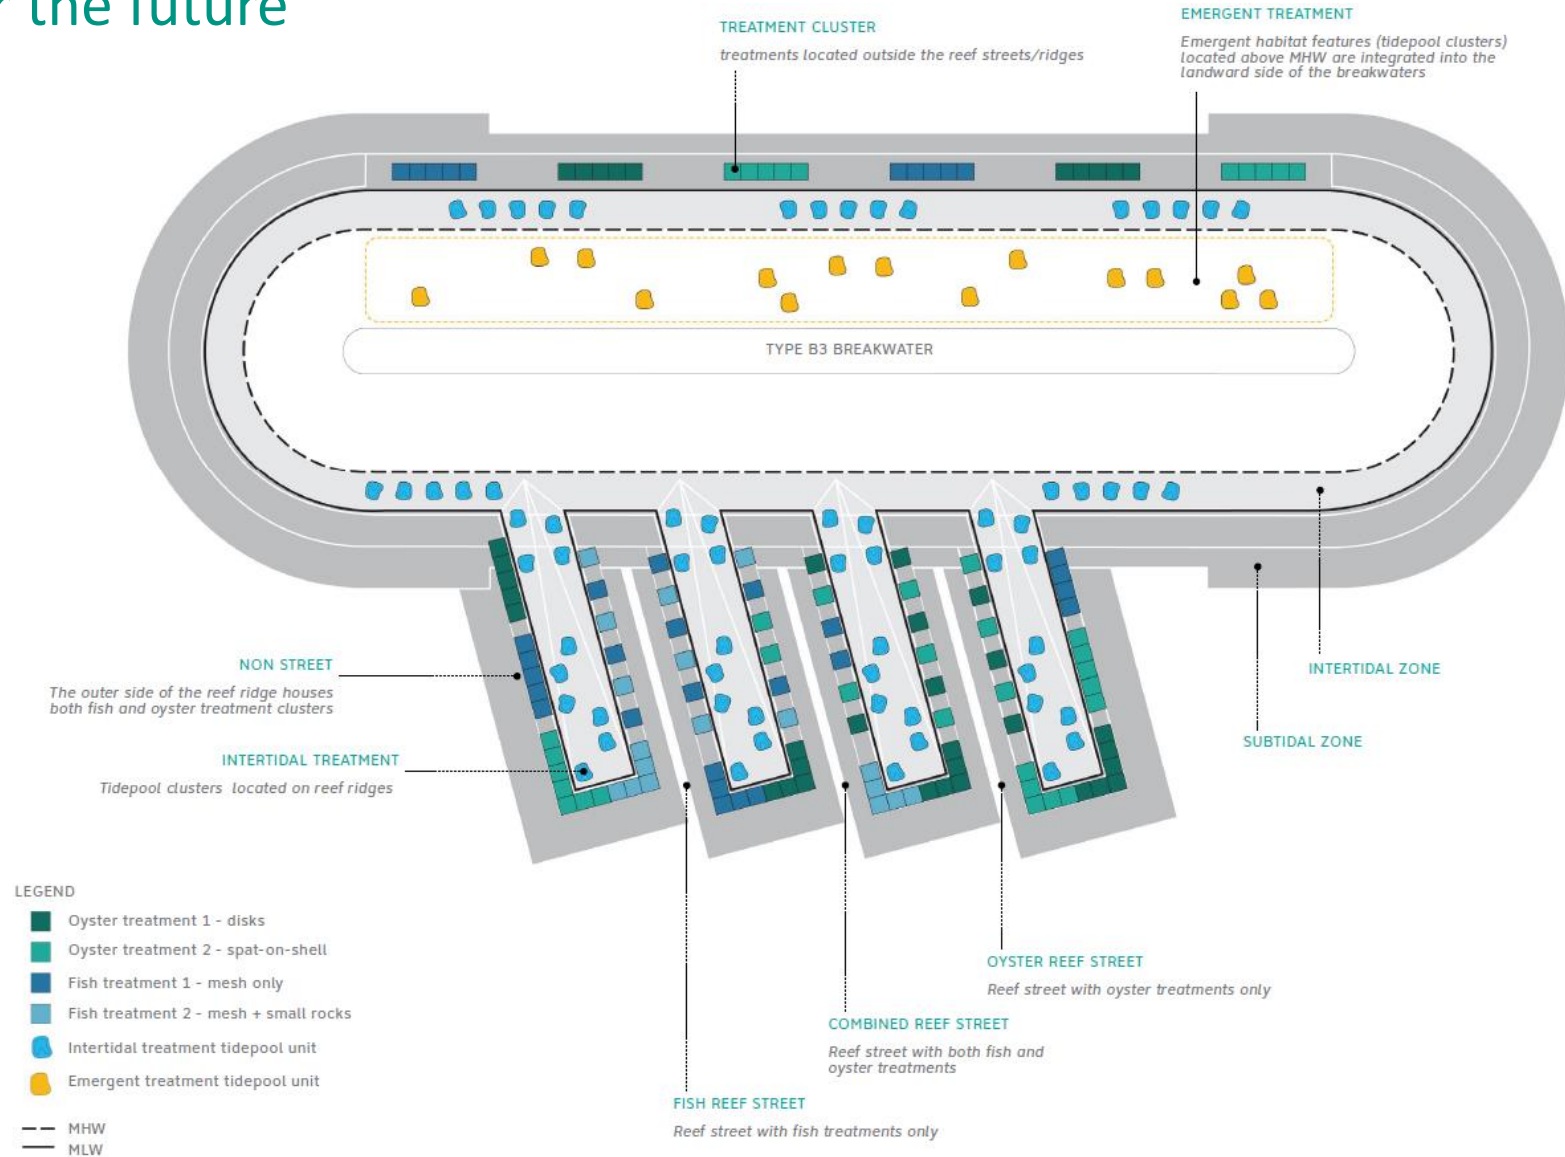 r the future
TREATMENT CLUSTER
treatments located outside the reef streets/ridges
EMERGENT TREATMENT
Emergent habitat features (tidepool clusters)
located above MHW are integrated into the
landward side of the breakwaters
TYPE B3 BREAKWATER
NON STREET
The outer side of the reef ridge houses
both fish and oyster treatment clusters
INTERTIDAL TREATMENT
Tidepool clusters located on reef ridges
INTERTIDAL ZONE
SUBTIDAL ZONE
OYSTER REEF STREET
Reef street with oyster treatments only
COMBINED REEF STREET
Reef street with both fish and
oyster treatments
FISH REEF STREET
Reef street with fish treatments only
LEGEND
Oyster treatment 1 - disks
Oyster treatment 2 - spat-on-shell
Fish treatment 1 - mesh only
Fish treatment 2 - mesh + small rocks
Intertidal treatment tidepool unit
Emergent treatment tidepool unit
MHW
MLW